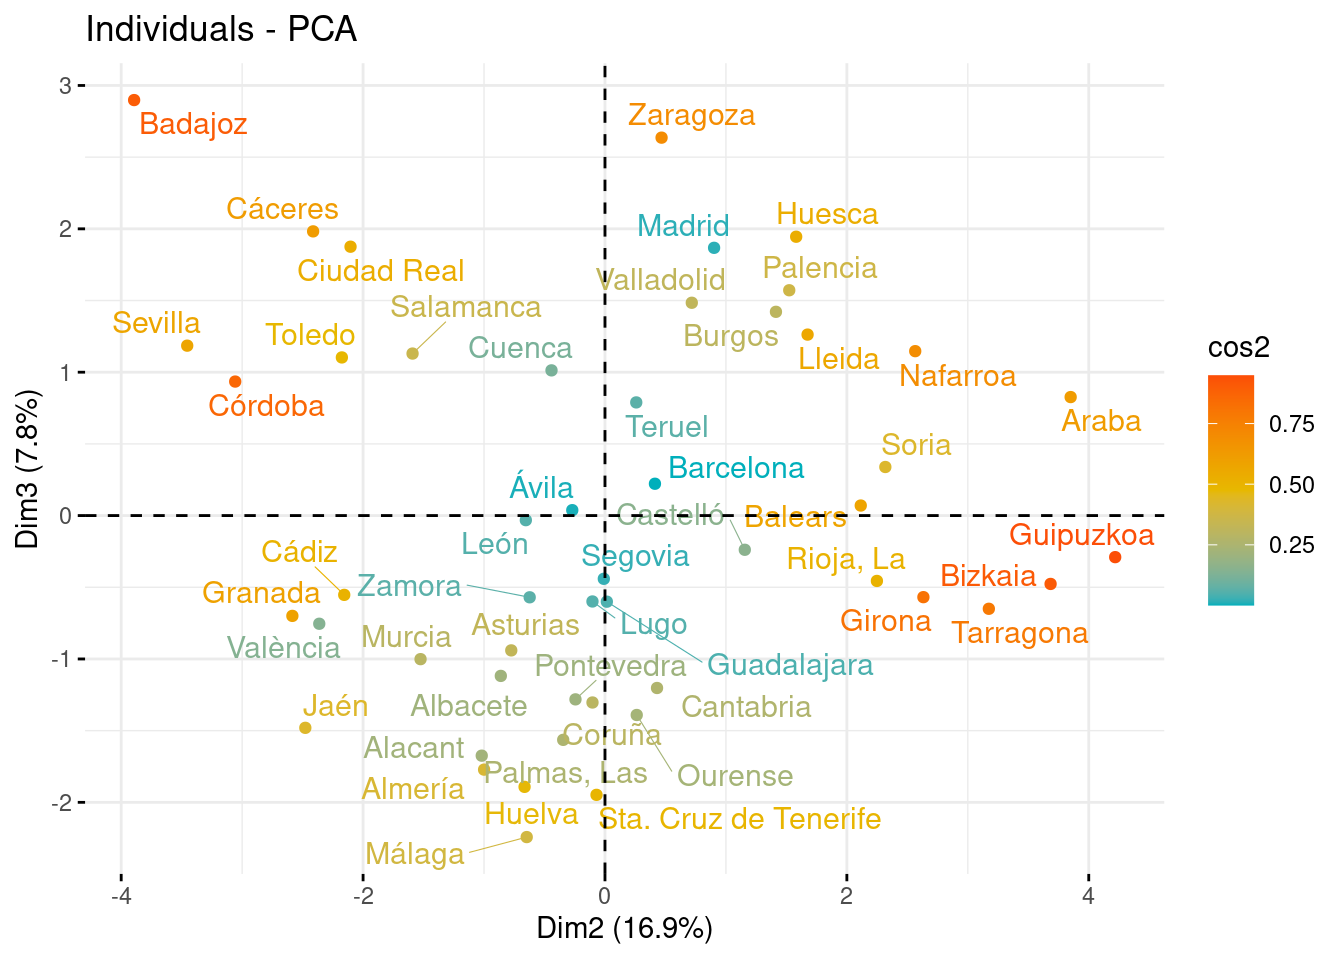 Individuals - PCA
3
Badajoz
Zaragoza
Cáceres
Huesca
2
Madrid
Ciudad Real
Palencia
Valladolid
Salamanca
Sevilla
Toledo
Burgos
Cuenca
Lleida
1
Nafarroa
Córdoba
Araba
Teruel
Soria
Barcelona
Ávila
Castelló
Balears
0
Guipuzkoa
León
Cádiz
Segovia
Rioja, La
Bizkaia
Zamora
Granada
Girona
Lugo
Asturias
Tarragona
Murcia
València
-1
Pontevedra
Guadalajara
Jaén
Albacete
Cantabria
Coruña
Alacant
Palmas, Las
Ourense
Almería
-2
Huelva
Sta. Cruz de Tenerife
Málaga
-4
-2
0
2
4
Dim2 (16.9%)
Dim3 (7.8%)
cos2
0.75
0.50
0.25